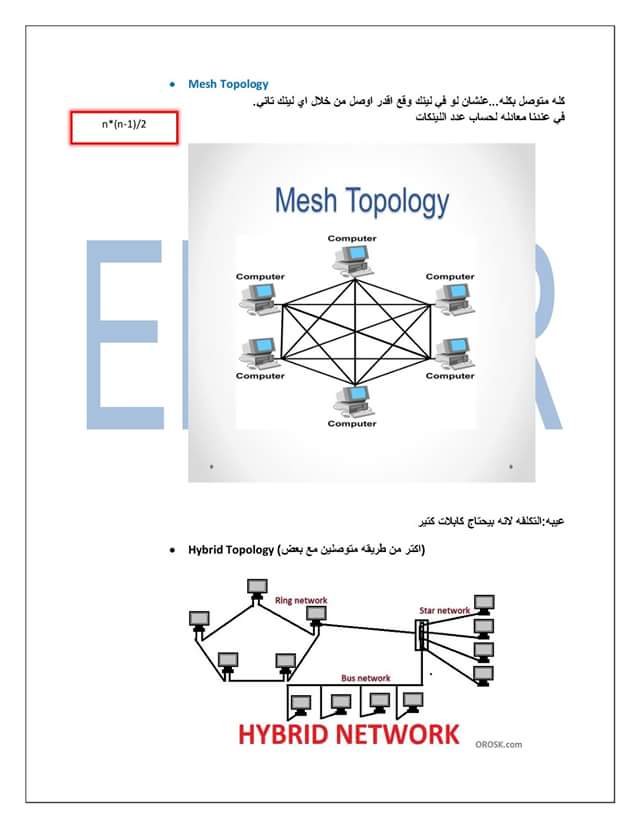 Mesh Topology
كله متوصل بكله...عشان لو في لينك وقع اقدر اوصل من خلال اي لينك تاني.
في عندنا معادله لحساب عدد اللينكات
n*(n-1)/2
Mesh Topology
Computer
Computer
Computer
Computer
Computer
Computer
عيبه:التكلفه لانه بيحتاج كابلات كتير
Hybrid Topology (اكتر من طريقه متوصلين مع بعض)
Ring network
Star network
Bus network
HYBRID NETWORK
OROSK.com